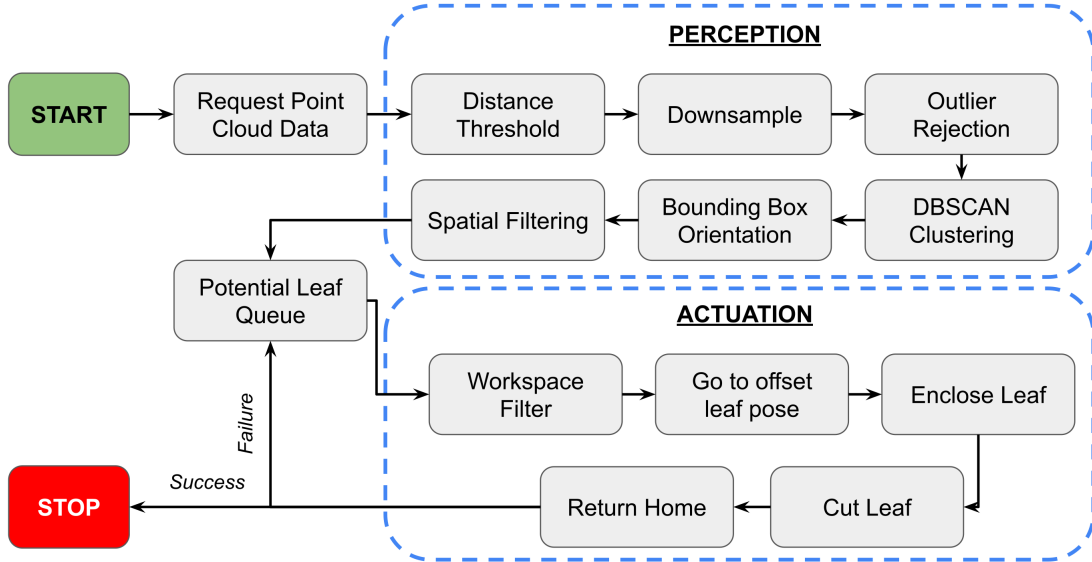 PERCEPTION
START
Request Point
Cloud Data
Distance
Threshold
Downsample
Outlier
Rejection
DBSCAN
Clustering
Bounding Box
Orientation
Spatial Filtering
Potential Leaf
Queue
ACTUATION
Workspace
Filter
Go to offset
leaf pose
Enclose Leaf
Cut Leaf
Return Home
Failure
Success
STOP